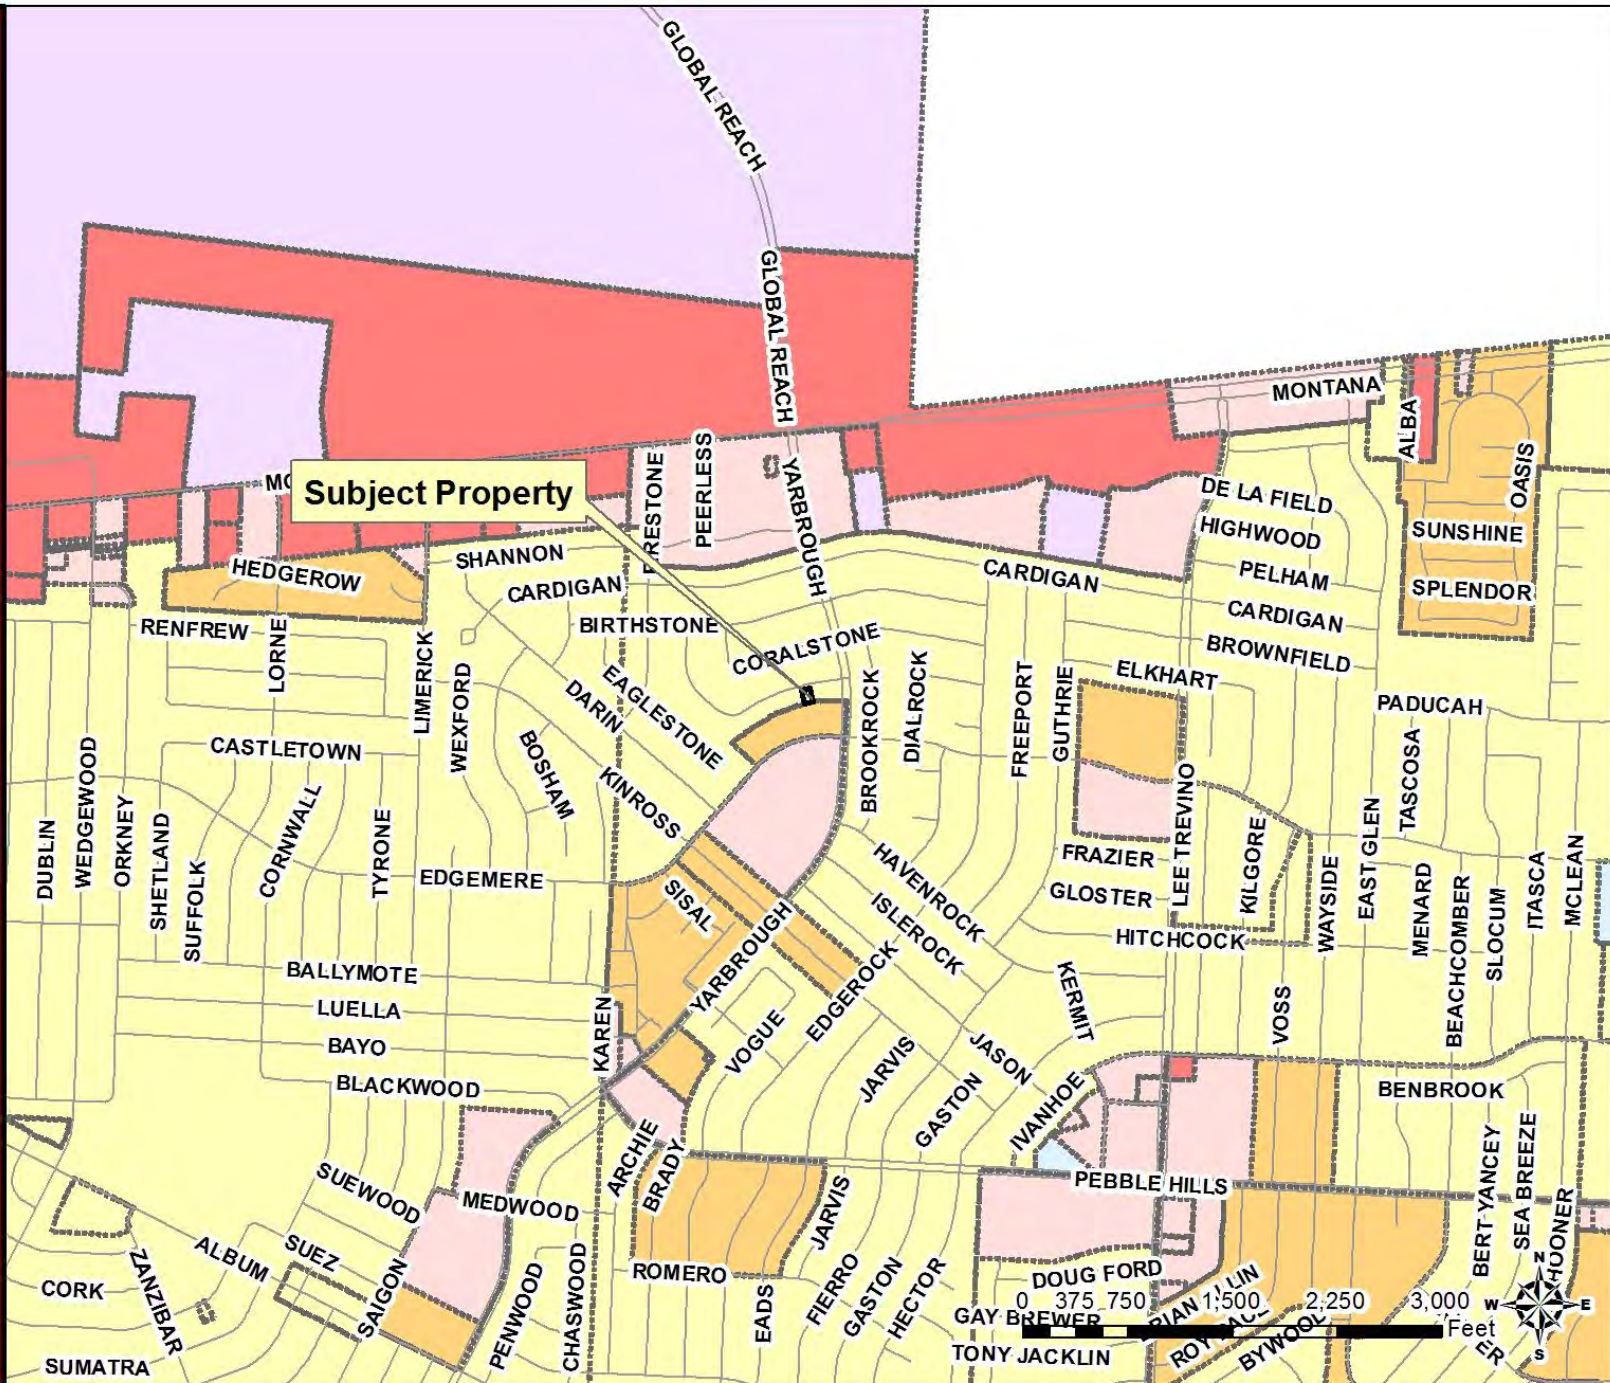 GLOBAL REACH
GLOBAL REACH
MONTANA
ALBA
OASIS
Subject Property
PEERLESS
YARBROUGH
DE LA FIELD
HIGHWOOD
SUNSHINE
SHANNON
HEDGEROW
CARDIGAN
CARDIGAN
PELHAM
SPLENDOR
CARDIGAN
RENFREW
LORNE
BIRTHSTONE
CORALSTONE
BROWNFIELD
ELKHART
LIMERICK
WEXFORD
EAGLESTONE
DARIN
BROOKROCK
DIALROCK
FREEPORT
GUTHRIE
PADUCAH
CASTLETOWN
BOSHAM
KINROSS
LEE TREVINO
TASCOSA
DUBLIN
WEDGEWOOD
ORKNEY
SHETLAND
SUFFOLK
CORNWALL
TYRONE
EDGEMERE
SISAL
HAVENROCK
ISLEROCK
FRAZIER
GLOSTER
HITCHCOCK
KILGORE
WAYSIDE
EAST GLEN
MENARD
BEACHCOMBER
SLOCUM
ITASCA
MCLEAN
BALLYMOTE
LUELLA
BAYO
BLACKWOOD
KAREN
YARBROUGH
VOGUE
EDGEROCK
JARVIS
JASON
GASTON
KERMIT
IVANHOE
VOSS
BENBROOK
PEBBLE HILLS
SUEWOOD
MEDWOOD
ARCHIE
BRADY
JARVIS
BERT YANCEY
SEA BREEZE
ALBUM
SUEZ
ZANZIBAR
CORK
SAIGON
SUMATRA
PENWOOD
CHASWOOD
ROMERO
EADS
FIERRO
GASTON
HECTOR
DOUG FORD
GAY BREWER
TONY JACKLIN
BYWOOD
0 375 750 1,500 2,250 3,000
Feet
N
W E
S